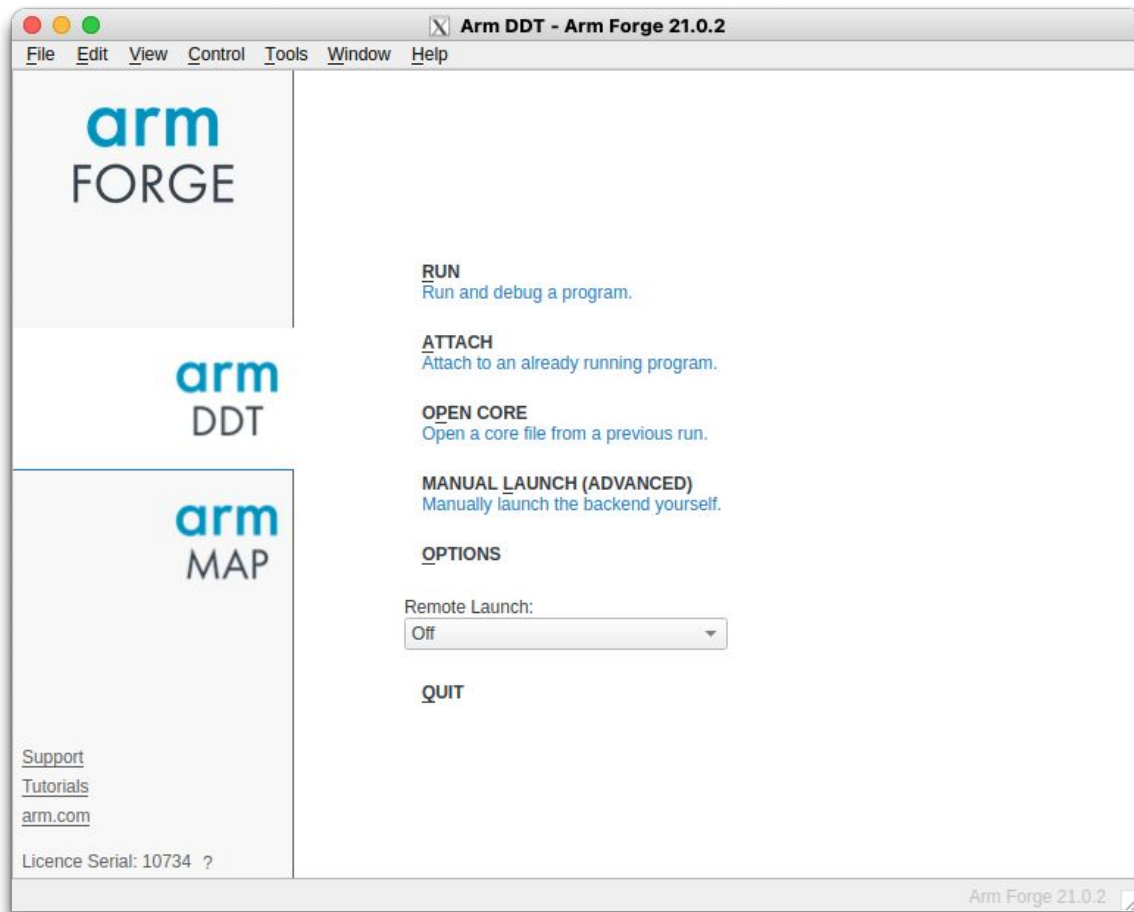 Arm DDT - Arm Forge 21.0.2
File Edit View Control Tools Window Help
arm
FORGE
arm
DDT
arm
MAP
Support
Tutorials
arm.com
Licence Serial: 10734 ?
RUN
Run and debug a program.
ATTACH
Attach to an already running program.
OPEN CORE
Open a core file from a previous run.
MANUAL LAUNCH (ADVANCED)
Manually launch the backend yourself.
OPTIONS
Remote Launch:
Off
QUIT
Arm Forge 21.0.2